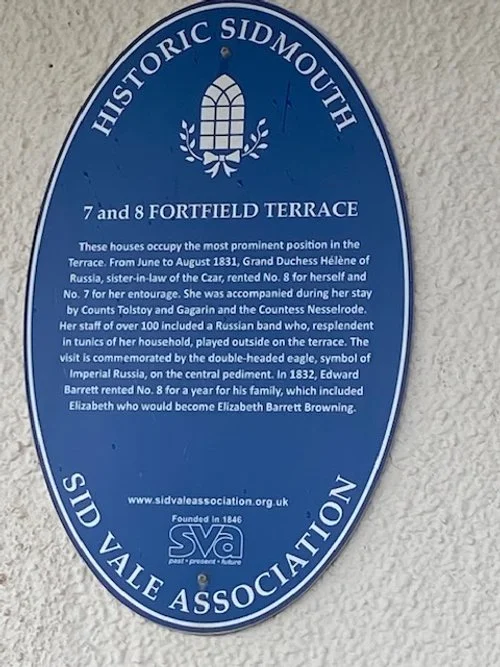 HISTORIC SIDMOUTH
7 and 8 FORTFIELD TERRACE
These houses occupy the most prominent position in the
Terrace. From June to August 1831, Grand Duchess Hélène of
Russia, sister-in-law of the Czar, rented No. 8 for herself and
No. 7 for her entourage. She was accompanied during her stay
by Counts Tolstoy and Gagarin and the Countess Nesselrode.
Her staff of over 100 included a Russian band who, resplendent
in tunics of her household, played outside on the terrace. The
visit is commemorated by the double-headed eagle, symbol of
Imperial Russia, on the central pediment. In 1832, Edward
Barrett rented No. 8 for a year for his family, which included
Elizabeth who would become Elizabeth Barrett Browning.
www.sidvaleassociation.org.uk
Founded in 1846
sva
past • present • future
SID VALE ASSOCIATION